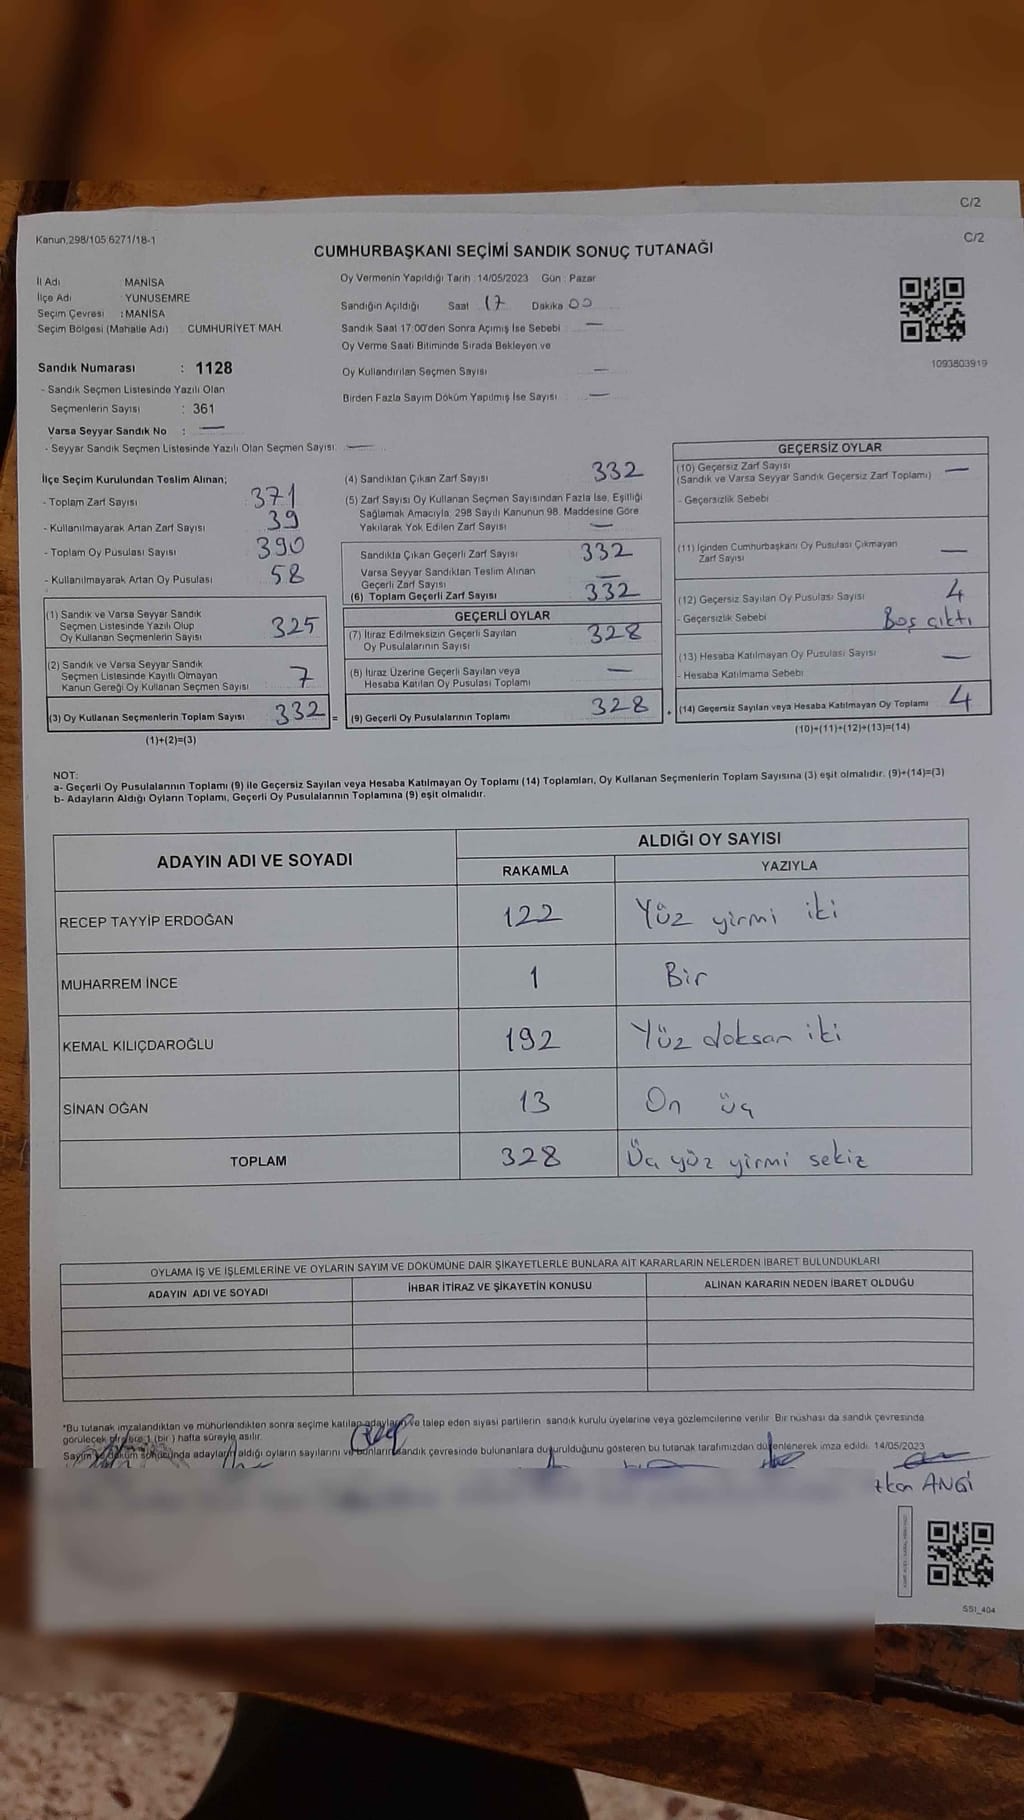 C/2
C/2
Kanun,298/105,6271/18-1
CUMHURBAŞKANI SEÇİMİ SANDIK SONUÇ TUTANAĞI
İl Adı MANİSA
İlçe Adı YUNUSEMRE
Seçim Çevresi : MANİSA
Seçim Bölgesi (Mahalle Adı) CUMHURİYET MAH.
Sandık Numarası : 1128
- Sandık Seçmen Listesinde Yazılı Olan
Seçmenlerin Sayısı : 361
Varsa Seyyar Sandık No : —
- Seyyar Sandık Seçmen Listesinde Yazılı Olan Seçmen Sayısı: —
Oy Vermenin Yapıldığı Tarih : 14/05/2023 Gün : Pazar
Sandığın Açıldığı Saat 17 Dakika 00
Sandık Saat 17:00'den Sonra Açımış İse Sebebi —
Oy Verme Saati Bitiminde Sırada Bekleyen ve
Oy Kullandırılan Seçmen Sayısı —
Birden Fazla Sayım Döküm Yapılmış İse Sayısı —
1093803919
İlçe Seçim Kurulundan Teslim Alınan;
- Toplam Zarf Sayısı 371
- Kullanılmayarak Artan Zarf Sayısı 39
- Toplam Oy Pusulası Sayısı 390
- Kullanılmayarak Artan Oy Pusulası 58
(1) Sandık ve Varsa Seyyar Sandık
Seçmen Listesinde Yazılı Olup
Oy Kullanan Seçmenlerin Sayısı 325
(2) Sandık ve Varsa Seyyar Sandık
Seçmen Listesinde Kayıtlı Olmayan
Kanun Gereği Oy Kullanan Seçmen Sayısı 7
(3) Oy Kullanan Seçmenlerin Toplam Sayısı 332 =
(1)+(2)=(3)
(4) Sandıktan Çıkan Zarf Sayısı 332
(5) Zarf Sayısı Oy Kullanan Seçmen Sayısından Fazla İse, Eşitliği
Sağlamak Amacıyla, 298 Sayılı Kanunun 98. Maddesine Göre
Yakılarak Yok Edilen Zarf Sayısı —
Sandıkta Çıkan Geçerli Zarf Sayısı 332
Varsa Seyyar Sandıktan Teslim Alınan
Geçerli Zarf Sayısı —
(6) Toplam Geçerli Zarf Sayısı 332
GEÇERLİ OYLAR
(7) İtiraz Edilmeksizin Geçerli Sayılan
Oy Pusulalarının Sayısı 328
(8) İtiraz Üzerine Geçerli Sayılan veya
Hesaba Katılan Oy Pusulası Toplamı —
(9) Geçerli Oy Pusulalarının Toplamı 328 +
GEÇERSİZ OYLAR
(10) Geçersiz Zarf Sayısı
(Sandık ve Varsa Seyyar Sandık Geçersiz Zarf Toplamı) —
- Geçersizlik Sebebi
(11) İçinden Cumhurbaşkanı Oy Pusulası Çıkmayan
Zarf Sayısı —
(12) Geçersiz Sayılan Oy Pusulası Sayısı 4
- Geçersizlik Sebebi Boş çıktı
(13) Hesaba Katılmayan Oy Pusulası Sayısı —
- Hesaba Katılmama Sebebi
(14) Geçersiz Sayılan veya Hesaba Katılmayan Oy Toplamı 4
(10)+(11)+(12)+(13)=(14)
NOT:
a- Geçerli Oy Pusulalarının Toplamı (9) ile Geçersiz Sayılan veya Hesaba Katılmayan Oy Toplamı (14) Toplamları, Oy Kullanan Seçmenlerin Toplam Sayısına (3) eşit olmalıdır. (9)+(14)=(3)
b- Adayların Aldığı Oyların Toplamı, Geçerli Oy Pusulalarının Toplamına (9) eşit olmalıdır.
ADAYIN ADI VE SOYADI ALDIĞI OY SAYISI
RAKAMLA YAZIYLA
RECEP TAYYİP ERDOĞAN 122 Yüz yirmi iki
MUHARREM İNCE 1 Bir
KEMAL KILIÇDAROĞLU 192 Yüz doksan iki
SİNAN OĞAN 13 On üç
TOPLAM 328 Üç yüz yirmi sekiz
OYLAMA İŞ VE İŞLEMLERİNE VE OYLARIN SAYIM VE DÖKÜMÜNE DAİR ŞİKAYETLERLE BUNLARA AİT KARARLARIN NELERDEN İBARET BULUNDUKLARI
ADAYIN ADI VE SOYADI İHBAR İTİRAZ VE ŞİKAYETİN KONUSU ALINAN KARARIN NEDEN İBARET OLDUĞU
*Bu tutanak imzalandıktan ve mühürlendikten sonra seçime katılan adayların ve talep eden siyasi partilerin sandık kurulu üyelerine veya gözlemcilerine verilir. Bir nüshası da sandık çevresinde
görülecek bir yere 1 (bir ) hafta süreyle asılır.
Sayım ve döküm sonucunda adayların aldığı oyların sayılarını ve bunların sandık çevresinde bulunanlara duyurulduğunu gösteren bu tutanak tarafımızdan düzenlenerek imza edildi. 14/05/2023
tkan ANGİ
SSI_404